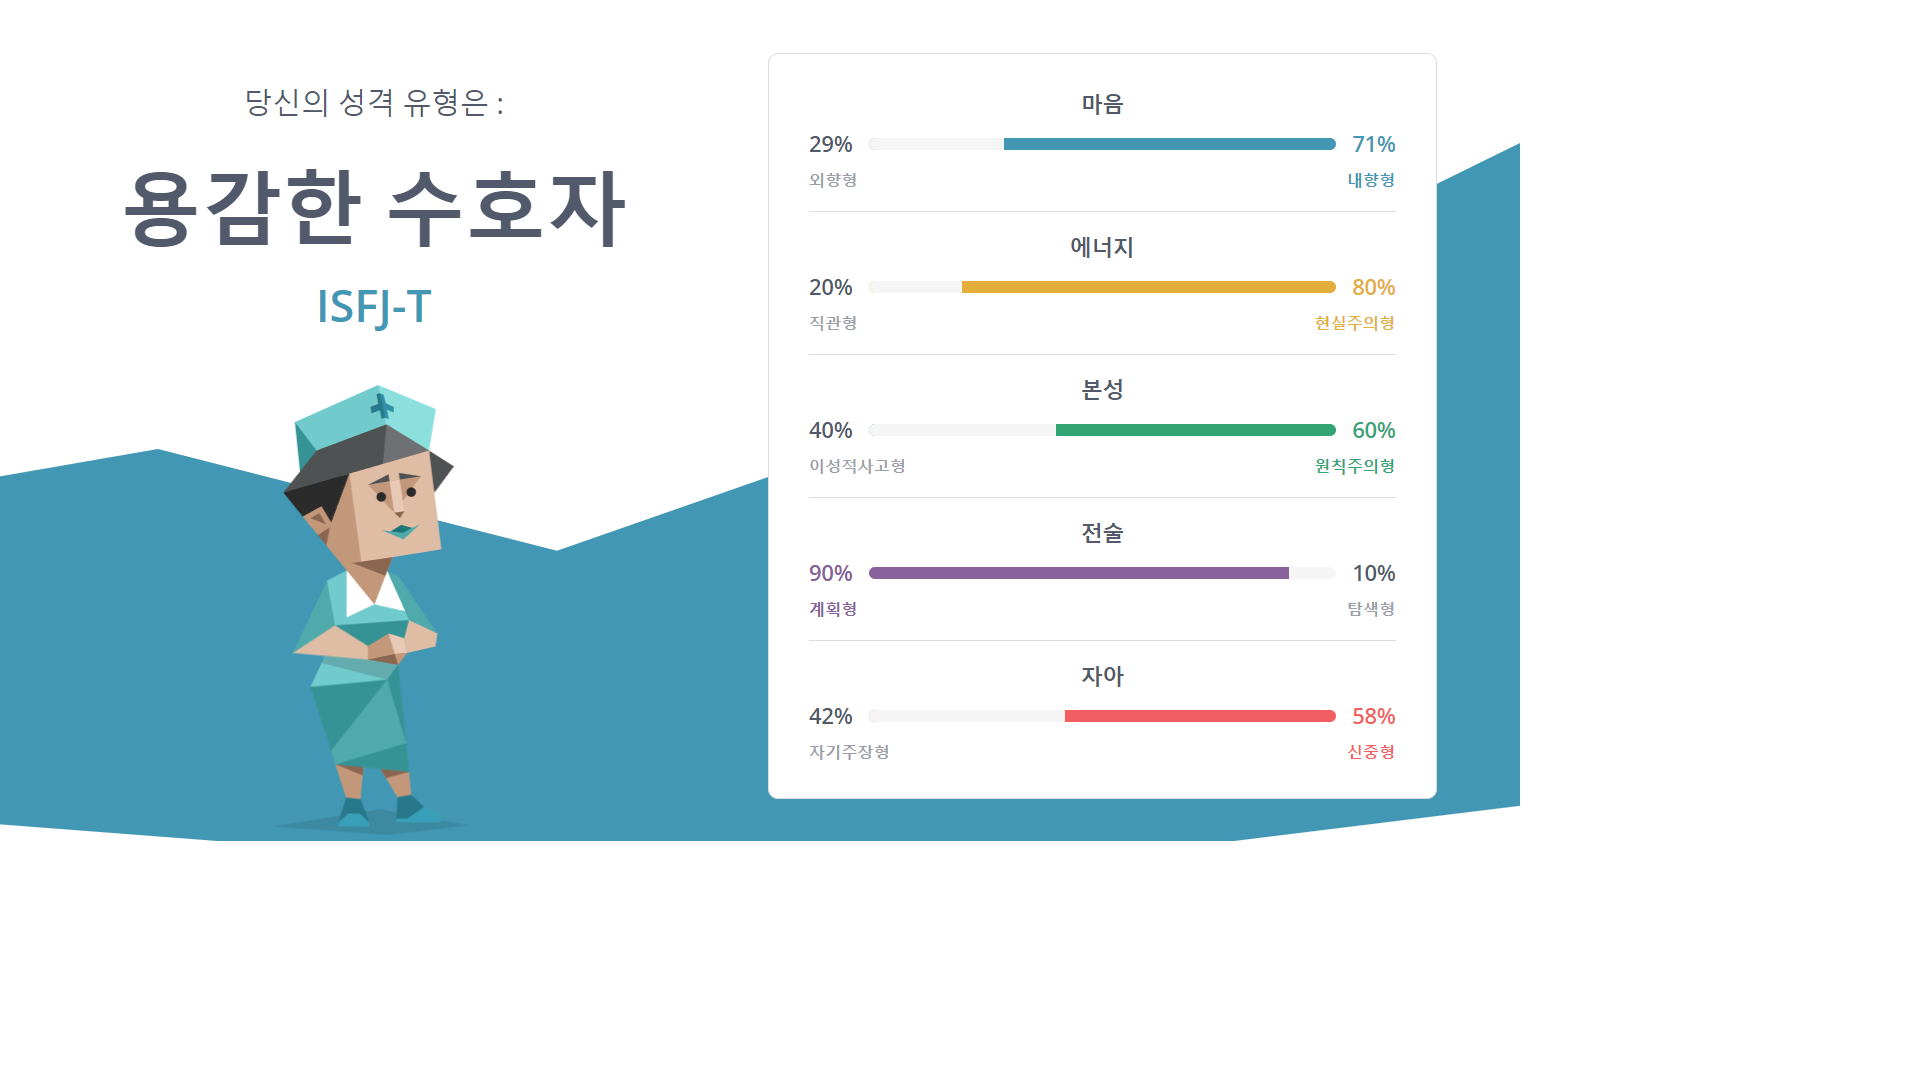 당신의 성격 유형은 :
용감한 수호자
ISFJ-T
마음
29% 71%
외향형 내향형
에너지
20% 80%
직관형 현실주의형
본성
40% 60%
이성적사고형 원칙주의형
전술
90% 10%
계획형 탐색형
자아
42% 58%
자기주장형 신중형